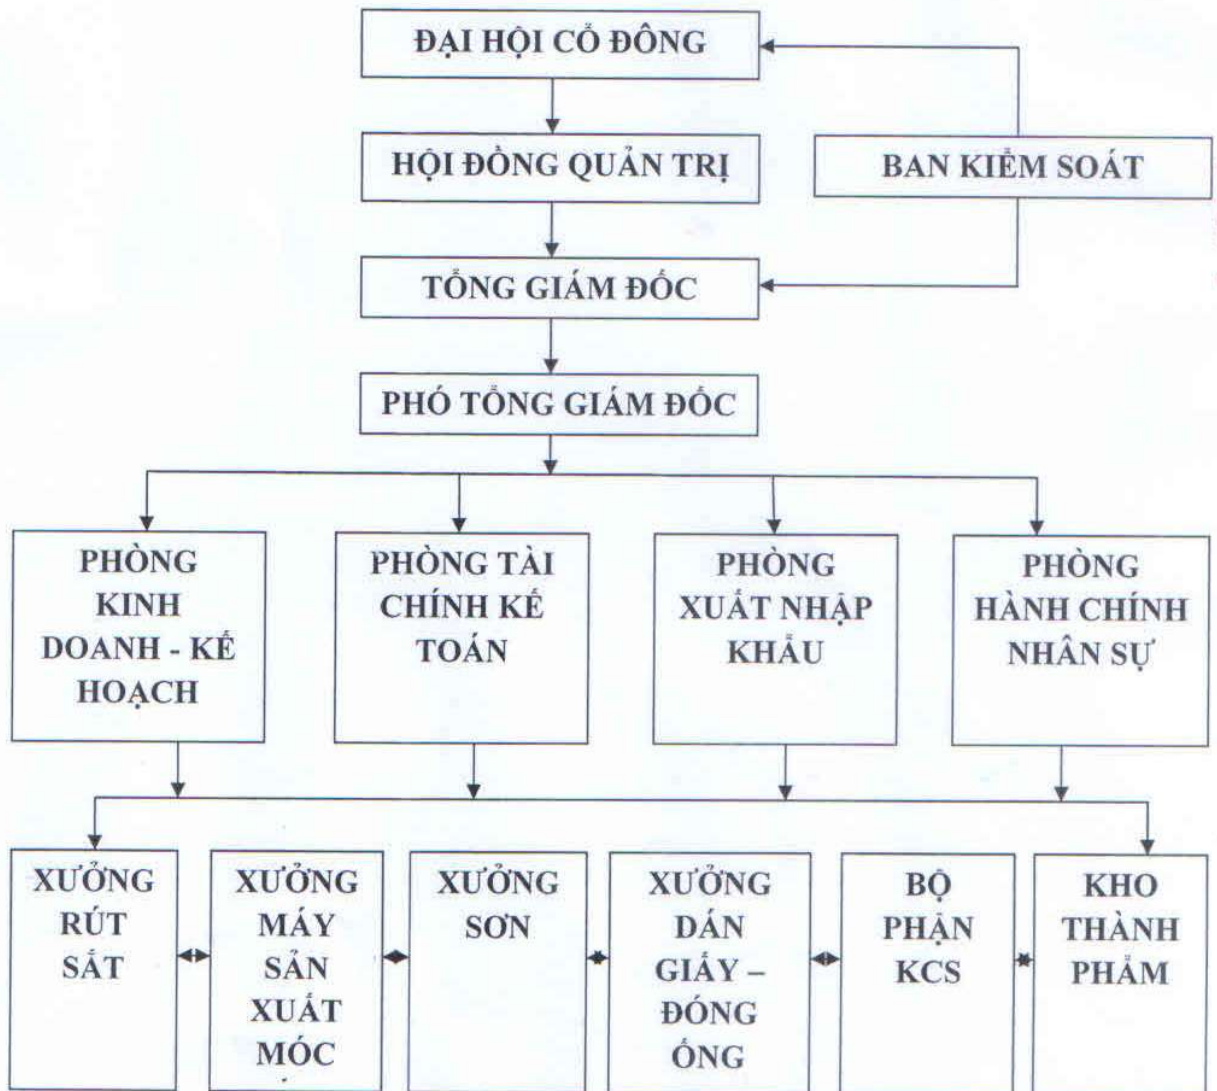 ĐẠI HỘI CỔ ĐÔNG
HỘI ĐỒNG QUẢN TRỊ
BAN KIỂM SOÁT
TỔNG GIÁM ĐỐC
PHÓ TỔNG GIÁM ĐỐC
PHÒNG
KINH
DOANH - KẾ
HOẠCH
PHÒNG TÀI
CHÍNH KẾ
TOÁN
PHÒNG
XUẤT NHẬP
KHẨU
PHÒNG
HÀNH CHÍNH
NHÂN SỰ
XƯỞNG
RÚT
SẮT
XƯỞNG
MÁY
SẢN
XUẤT
MÓC
XƯỞNG
SƠN
XƯỞNG
DÁN
GIẤY –
ĐÓNG
ỐNG
BỘ
PHẬN
KCS
KHO
THÀNH
PHẨM